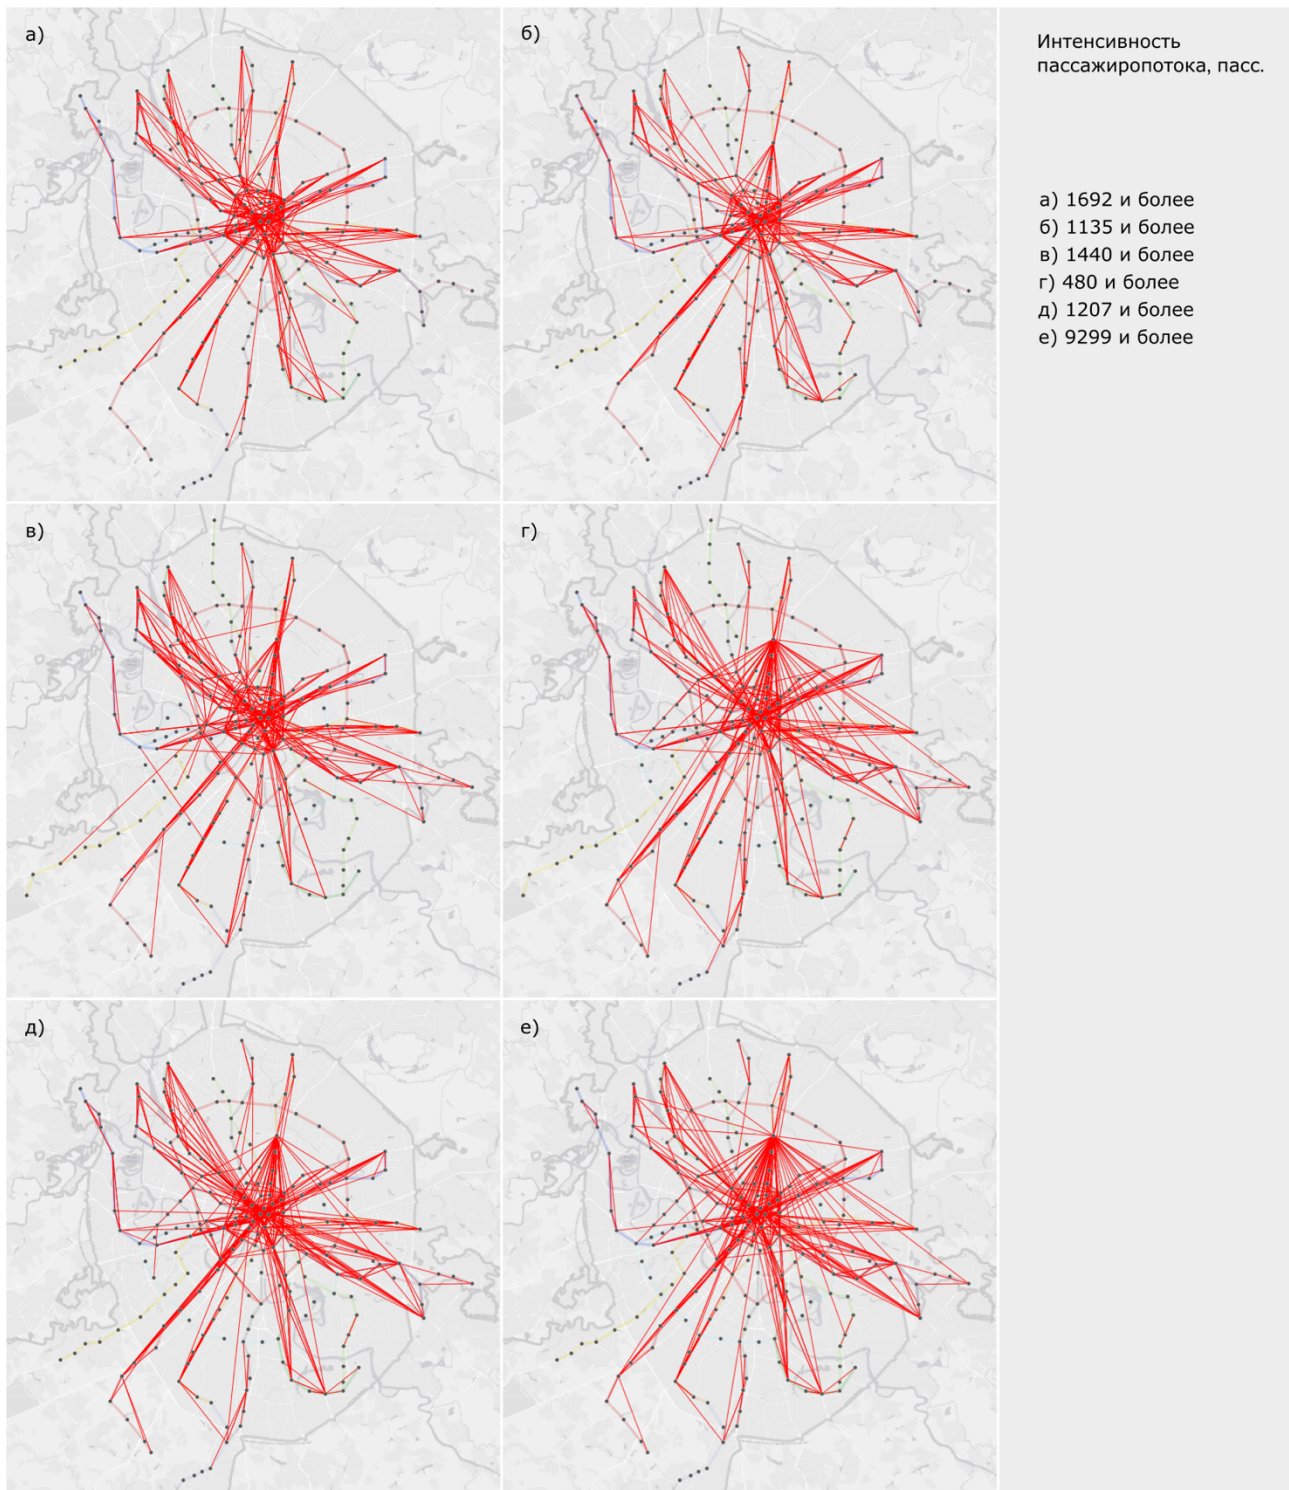 а)
б)
Интенсивность
пассажиропотока, пасс.
а) 1692 и более
б) 1135 и более
в) 1440 и более
г) 480 и более
д) 1207 и более
е) 9299 и более
в)
г)
д)
е)